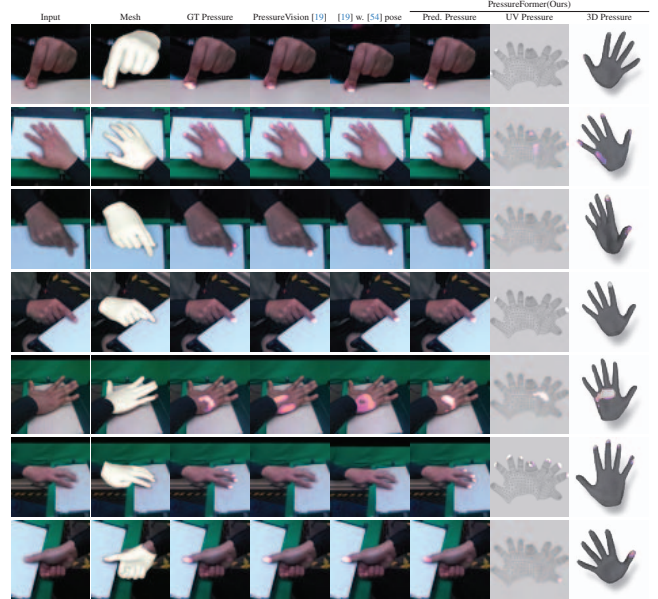 PressureFormer(Ours)
Input Mesh GT Pressure PressureVision [19] [19] w. [54] pose Pred. Pressure UV Pressure 3D Pressure